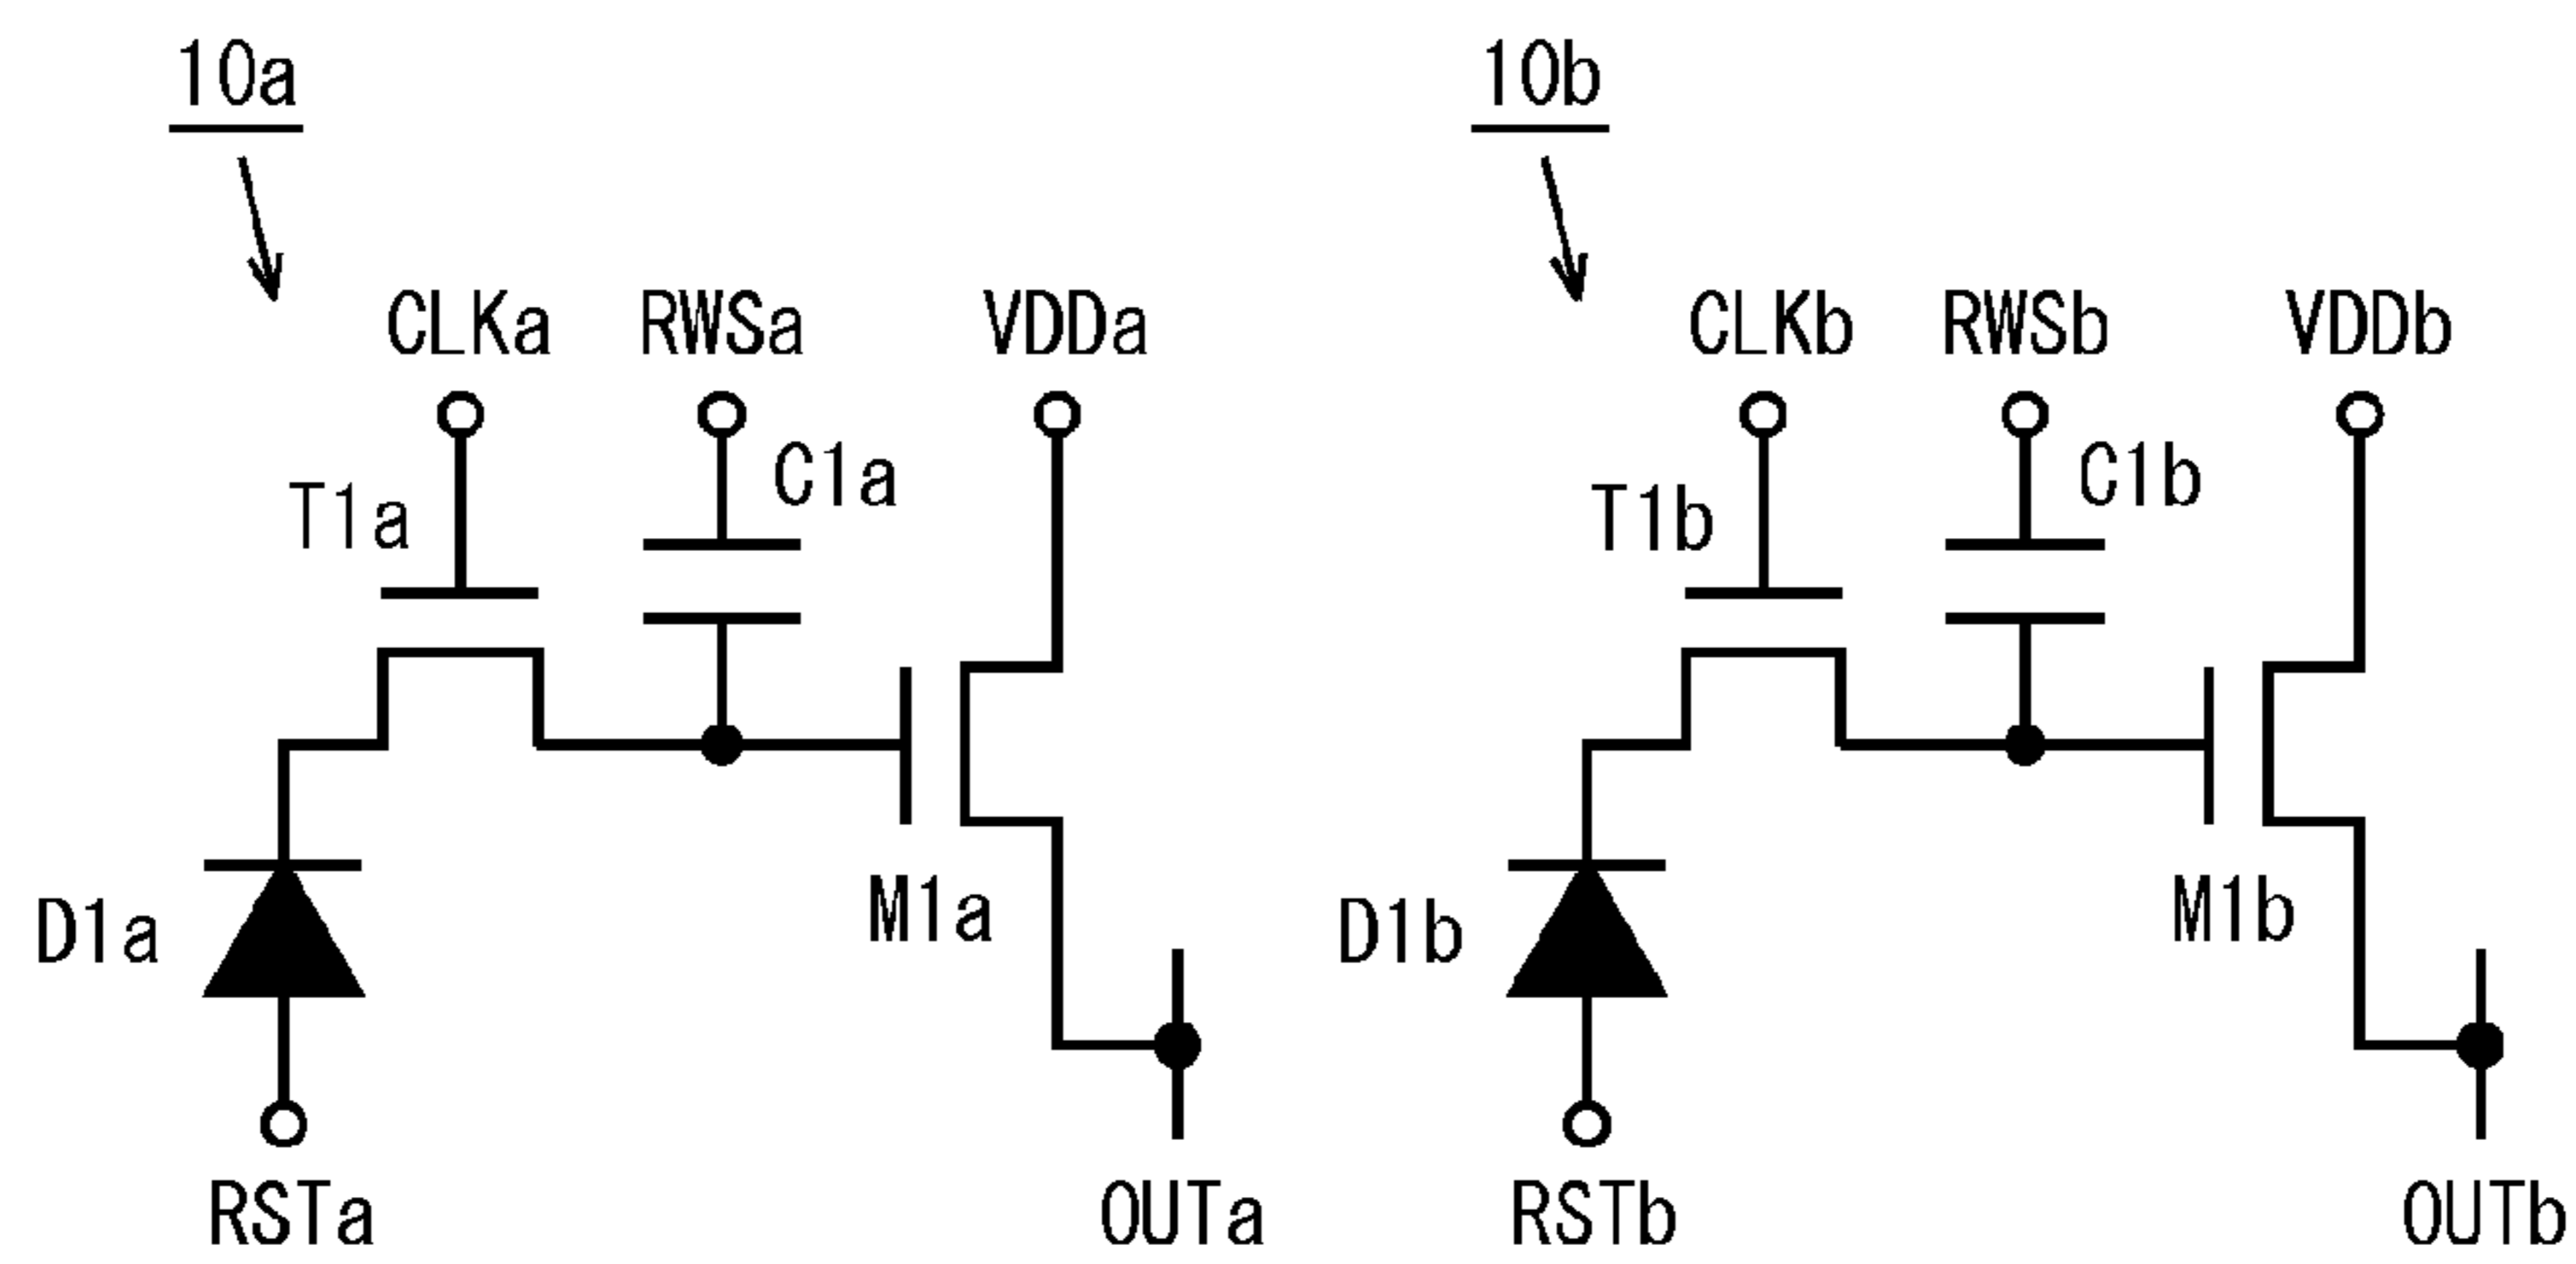 10a
10b
CLKa RWSa VDDa
CLKb RWSb VDDb
C1a
T1a
C1b
T1b
D1a
M1a
D1b
M1b
RSTa
OUTa
RSTb
OUTb